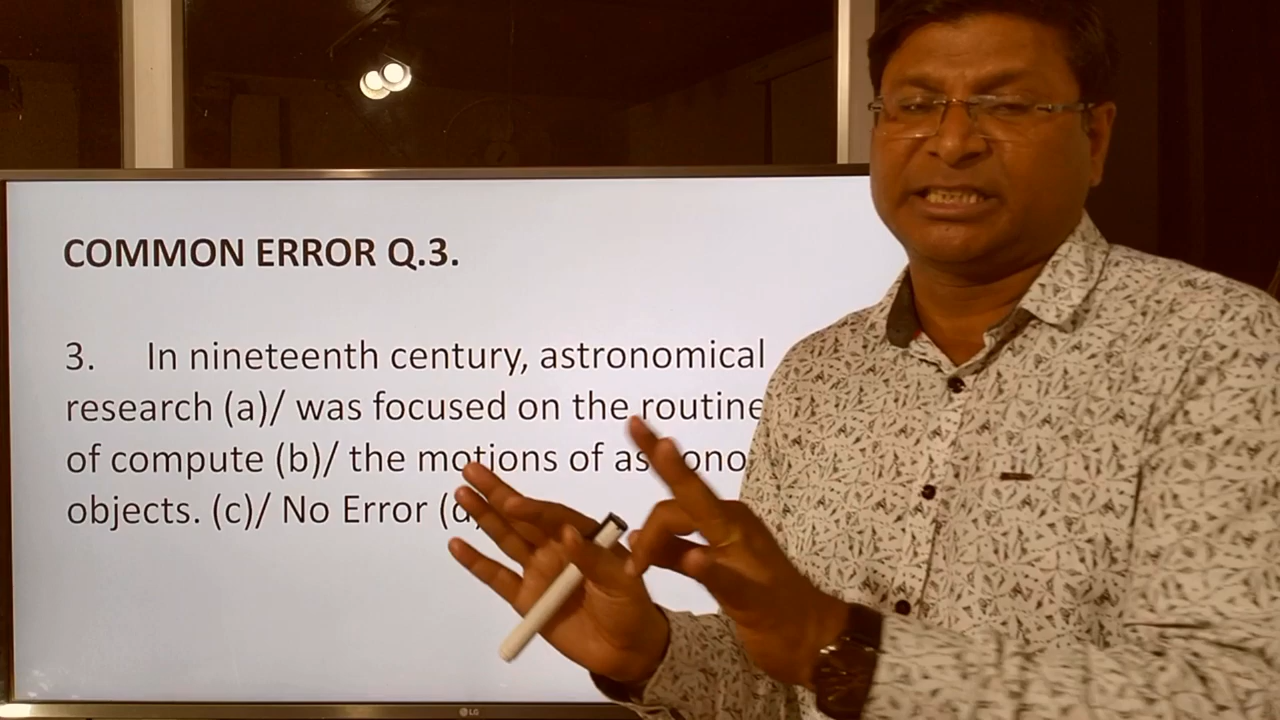 COMMON ERROR Q.3.
3. In nineteenth century, astronomical
research (a)/ was focused on the routine
of compute (b)/ the motions of
objects. (c)/ No Error
LG